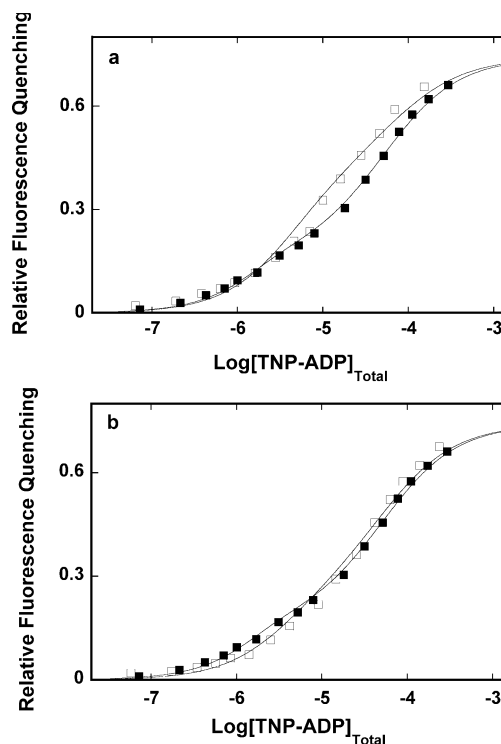 a
Relative Fluorescence Quenching
0.6
0.3
0
-7 -6 -5 -4 -3
Log[TNP-ADP]Total
b
Relative Fluorescence Quenching
0.6
0.3
0
-7 -6 -5 -4 -3
Log[TNP-ADP]Total